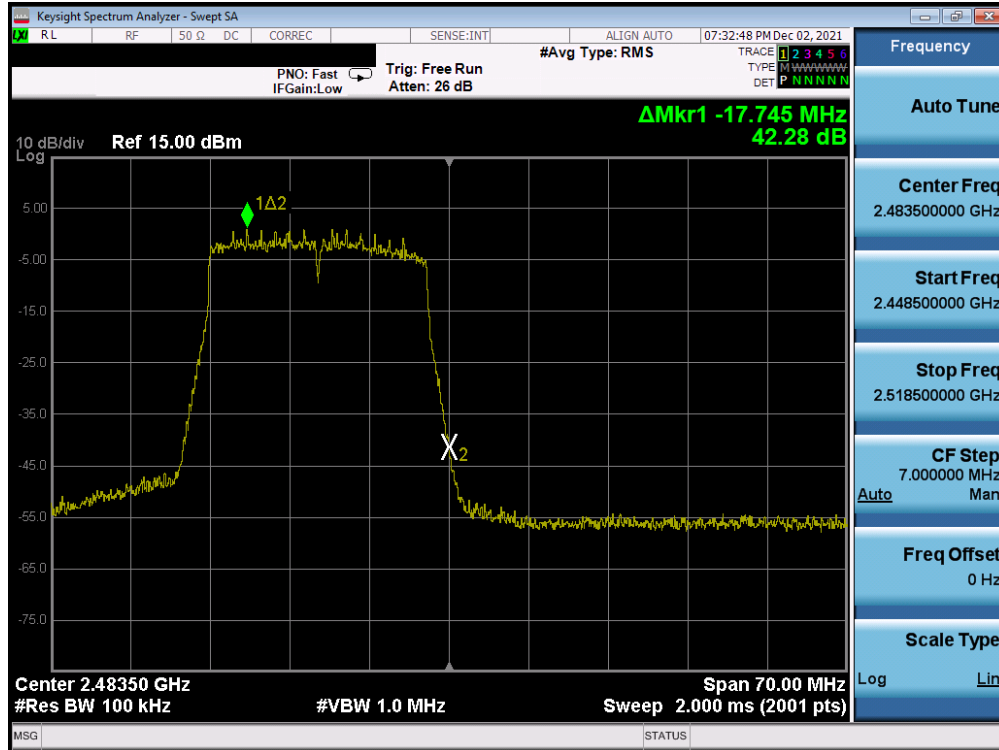 Keysight Spectrum Analyzer - Swept SA
LXI RL RF 50 Ω DC CORREC SENSE:INT ALIGN AUTO 07:32:48 PM Dec 02, 2021
#Avg Type: RMS
TRACE 1 2 3 4 5 6
PNO: Fast Trig: Free Run
TYPE M WWWWW
IFGain:Low Atten: 26 dB
DET P N N N N N
Frequency
Auto Tune
ΔMkr1 -17.745 MHz
42.28 dB
10 dB/div Ref 15.00 dBm
Log
1Δ2
5.00
-5.00
-15.0
-25.0
-35.0
-45.0
-55.0
-65.0
-75.0
2
Center Freq
2.483500000 GHz
Start Freq
2.448500000 GHz
Stop Freq
2.518500000 GHz
CF Step
7.000000 MHz
Auto Man
Freq Offset
0 Hz
Scale Type
Log Lin
Center 2.48350 GHz Span 70.00 MHz
#Res BW 100 kHz #VBW 1.0 MHz Sweep 2.000 ms (2001 pts)
MSG STATUS